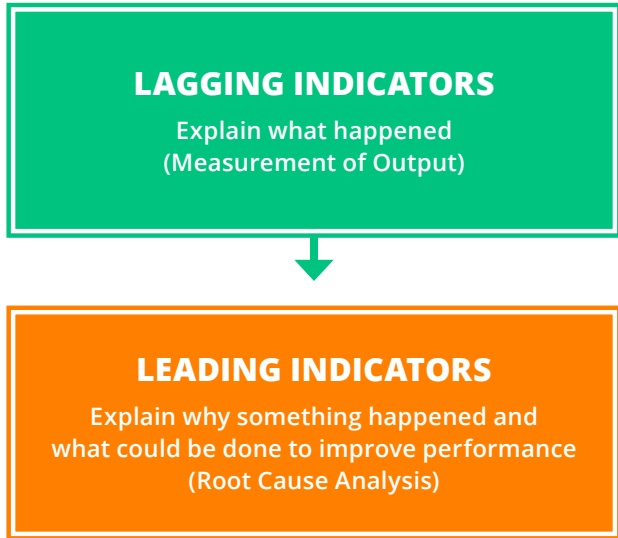 LAGGING INDICATORS
Explain what happened
(Measurement of Output)
LEADING INDICATORS
Explain why something happened and
what could be done to improve performance
(Root Cause Analysis)